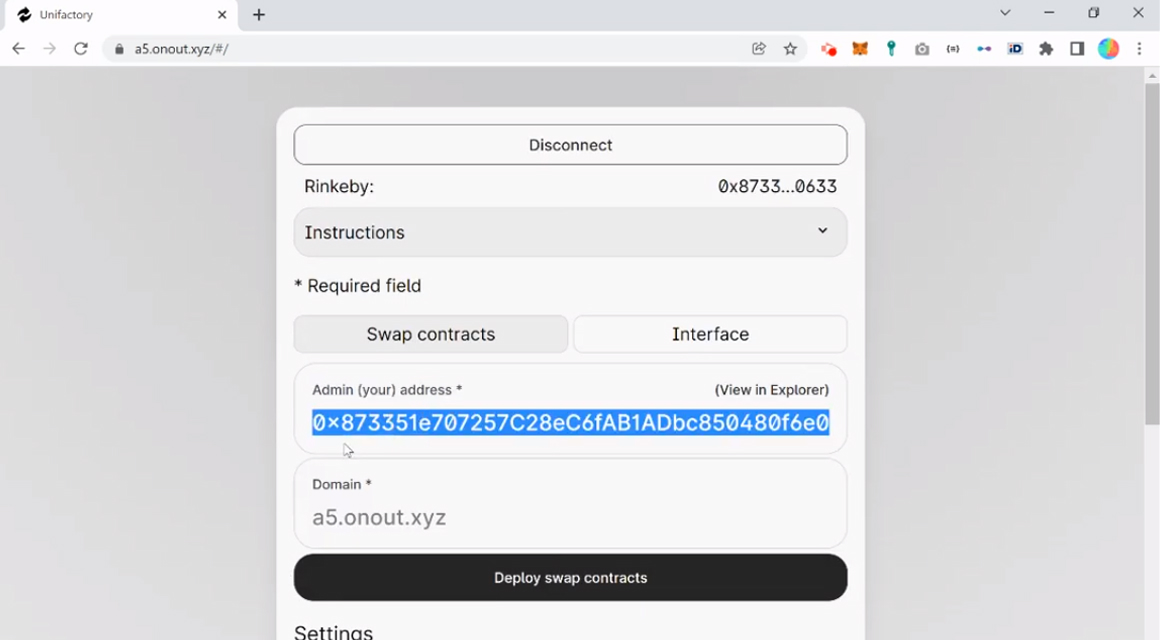 Unifactory
a5.onout.xyz/#/
Disconnect
Rinkeby: 0x8733...0633
Instructions
* Required field
Swap contracts Interface
Admin (your) address * (View in Explorer)
0x873351e707257C28eC6fAB1ADbc850480f6e0
Domain *
a5.onout.xyz
Deploy swap contracts
Settings